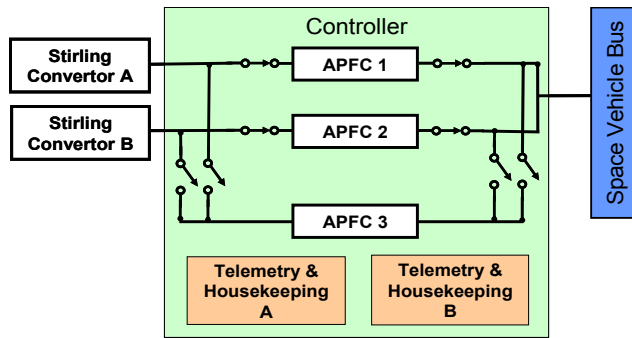 Controller
Stirling
Convertor A
APFC 1
Stirling
Convertor B
APFC 2
APFC 3
Telemetry &
Housekeeping
A
Telemetry &
Housekeeping
B
Space Vehicle Bus